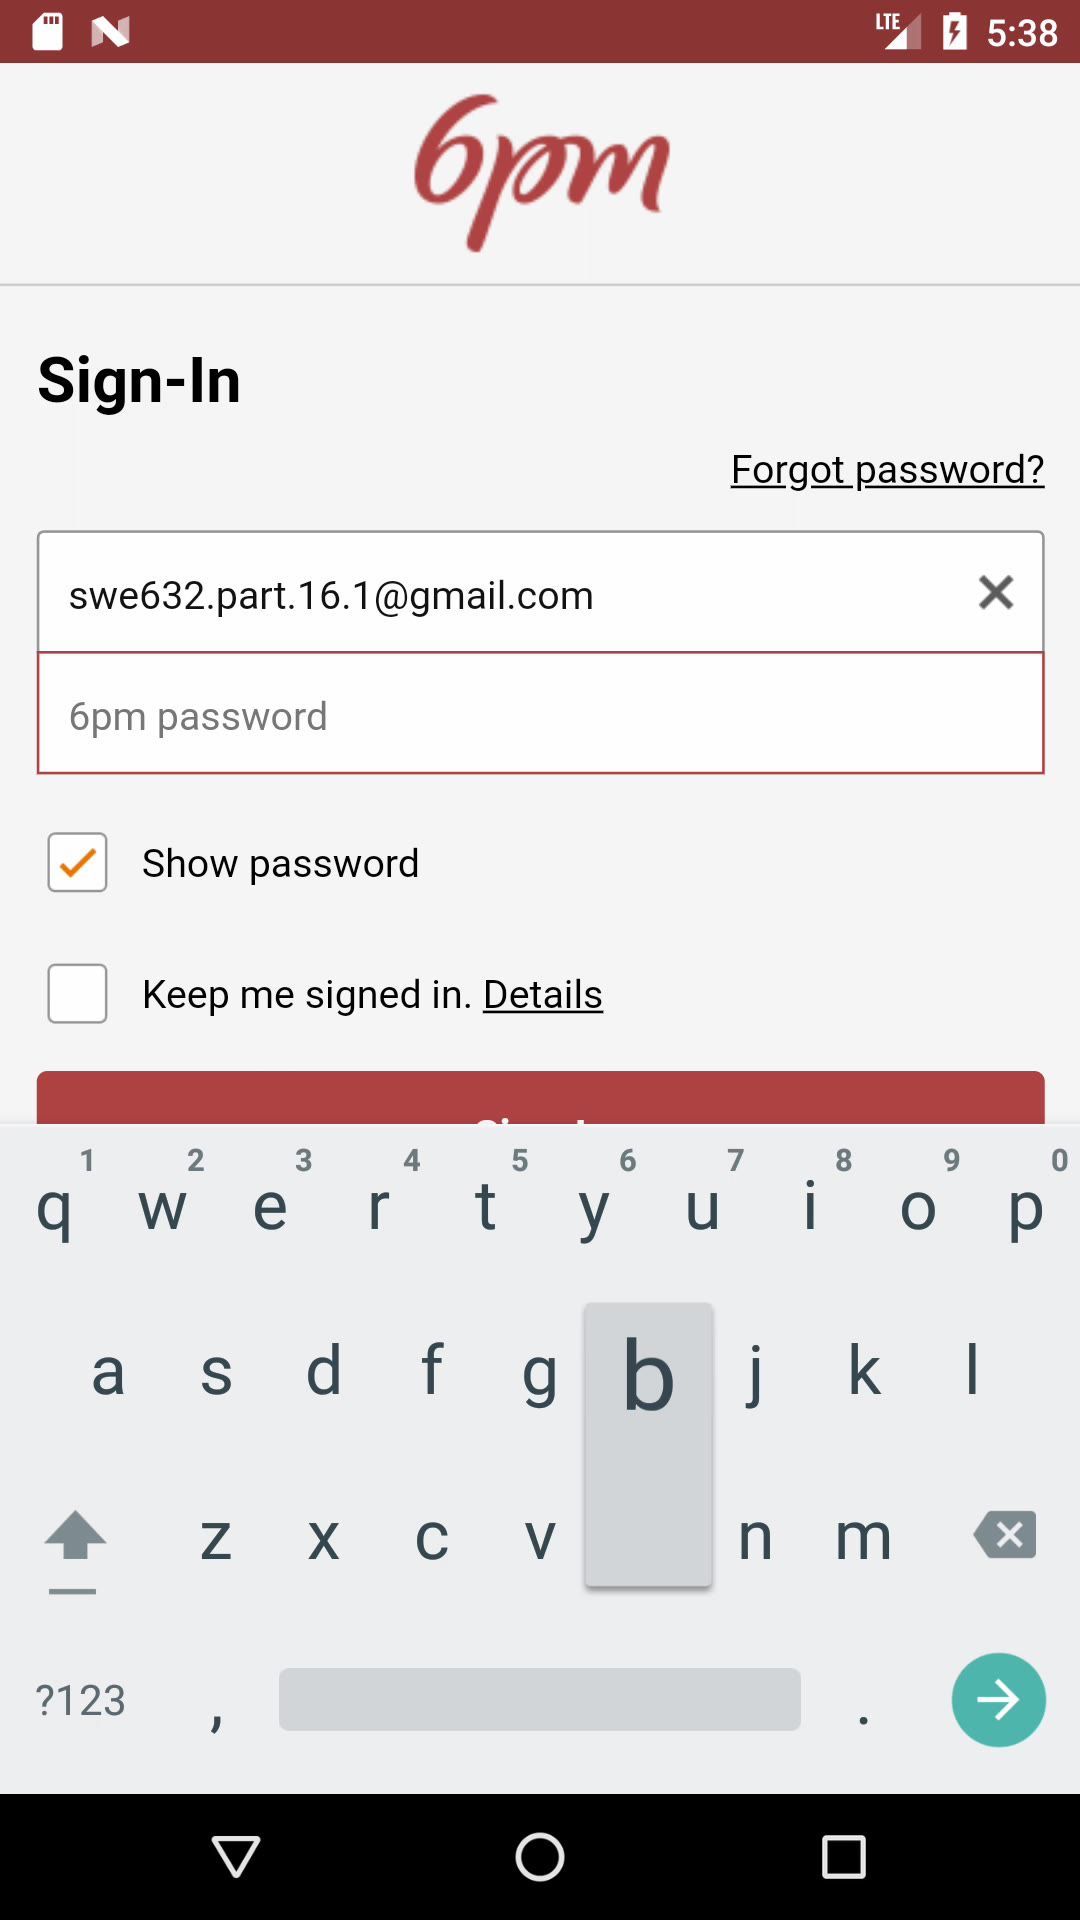 LTE 5:38
6pm
Sign-In
Forgot password?
swe632.part.16.1@gmail.com
6pm password
Show password
Keep me signed in. Details
1 2 3 4 5 6 7 8 9 0
q w e r t y u i o p
a s d f g b j k l
z x c v n m
?123 , .